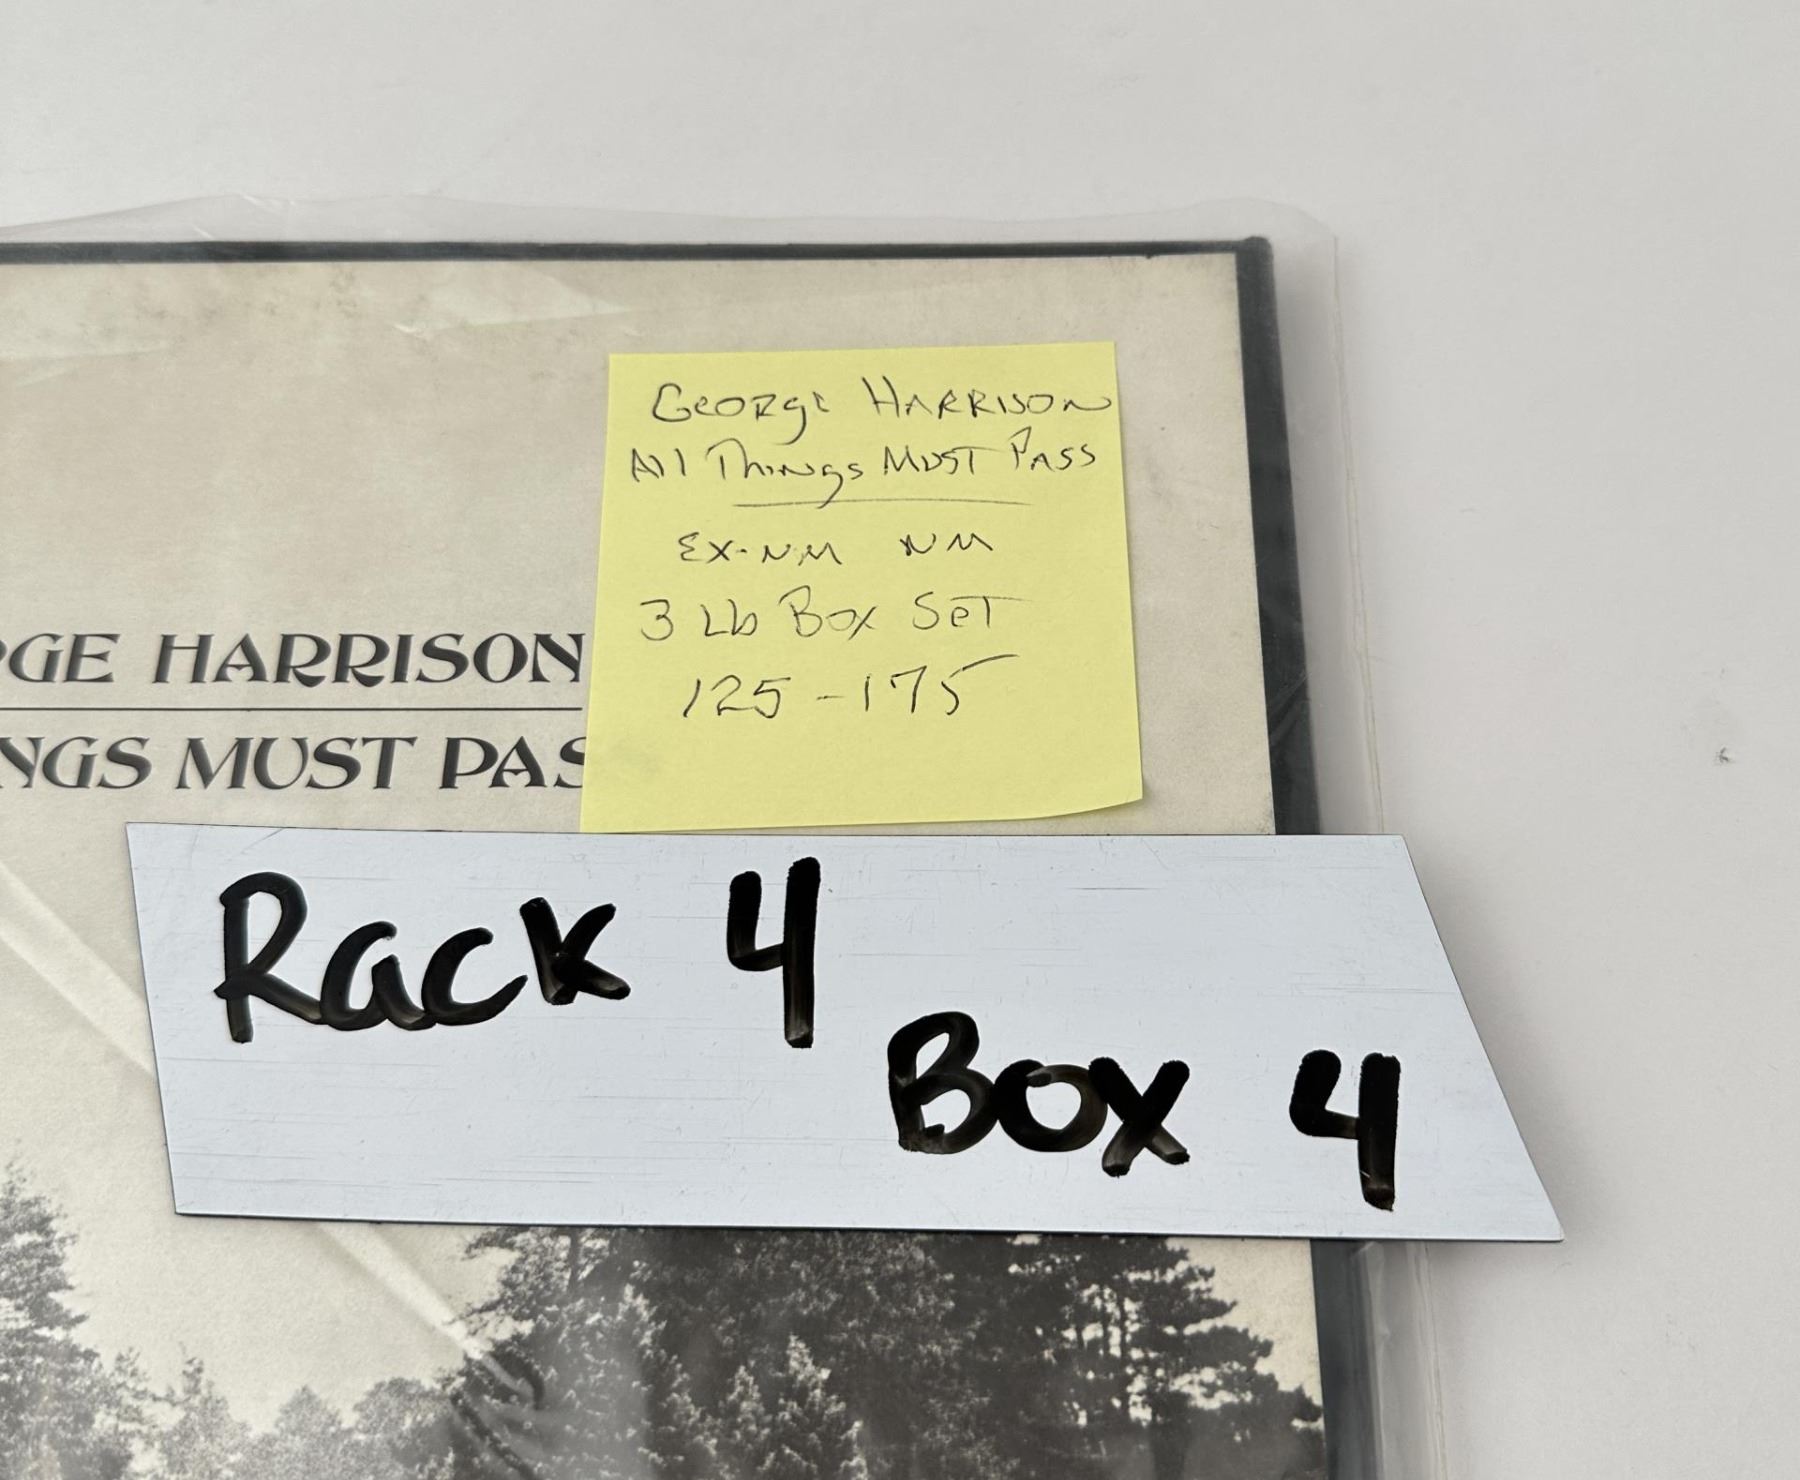 GEORGE HARRISON
All THINGS MUST PASS
EX-NM NM
3 Lb Box SeT
125-175
GE HARRISON
NGS MUST PAS
Rack 4
Box 4